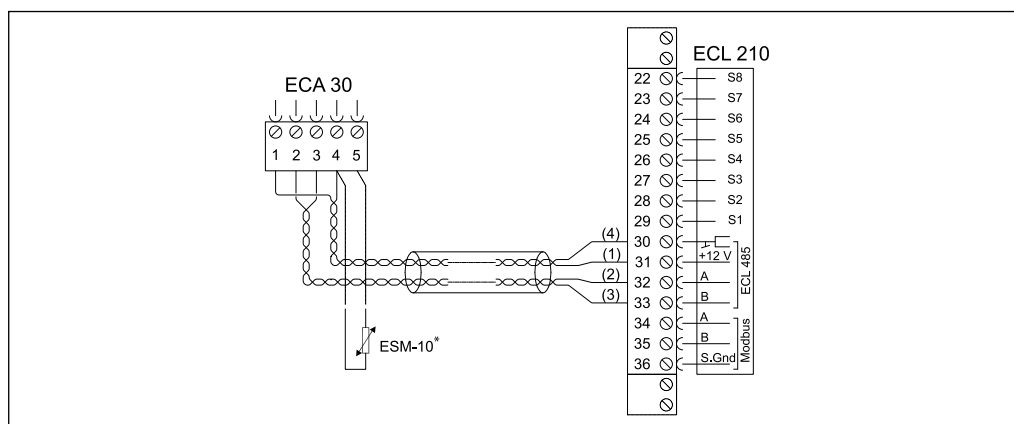 ECA 30
1 2 3 4 5
ESM-10*
(4)
(1)
(2)
(3)
ECL 210
22 S8
23 S7
24 S6
25 S5
26 S4
27 S3
28 S2
29 S1
30
31 +12 V
32 A
33 B
ECL 485
34 A
35 B
36 S.Gnd
Modbus